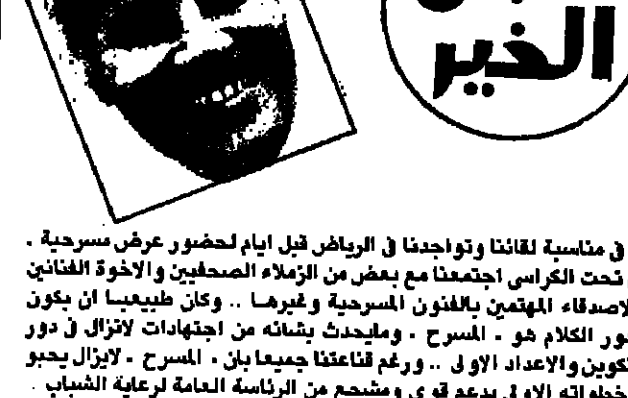 الخير
في مناسبة لقائنا وتواجدنا في الرياض قبل ايام لحضور عرض مسرحية .
تحت الكراسي اجتمعنا مع بعض من الزملاء الصحفيين والاخوة الفنانين
لاصدقاء المهتمين بالفنون المسرحية وغيرها .. وكان طبيعيا ان يكون
ور الكلام هو . المسرح . ومايحدث بشانه من اجتهادات لاتزال في دور
تكوين والاعداد الاولى .. ورغم قناعتنا جميعا بان . المسرح . لايزال يحبو
خطواته الاولى بدعم قوي ومشجع من الرئاسة العامة لرعاية الشباب .